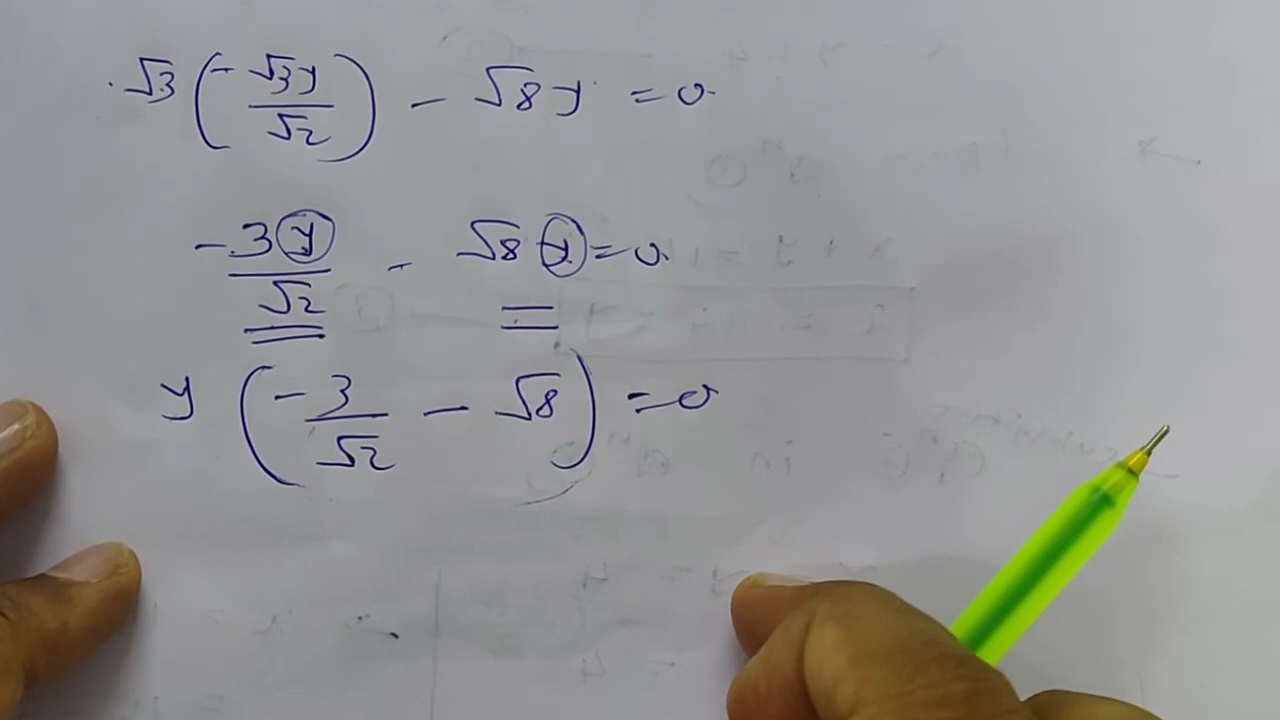 √3 (-√3y/√2) - √8y = 0
-3y/√2 - √8y = 0
y (-3/√2 - √8) = 0